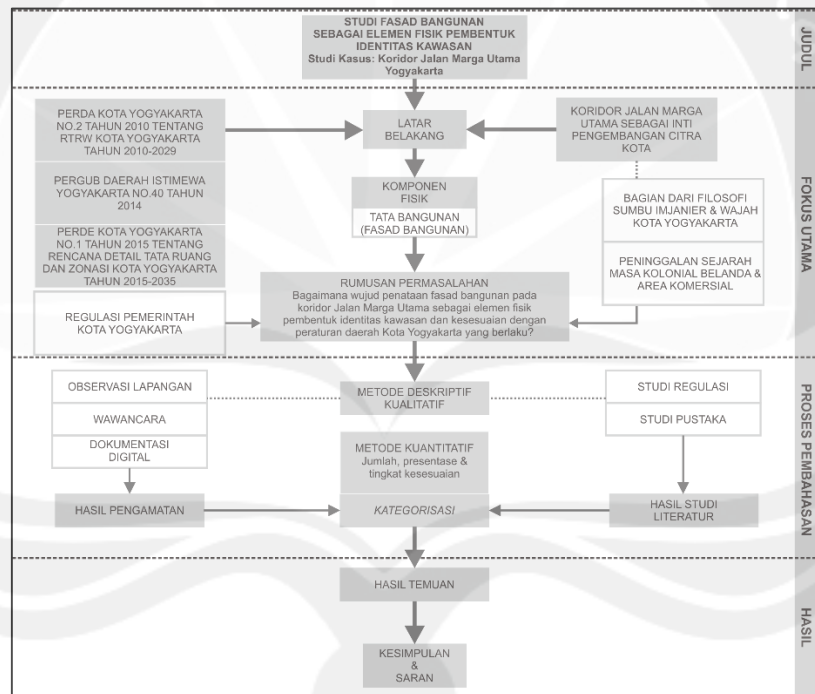 STUDI FASAD BANGUNAN
SEBAGAI ELEMEN FISIK PEMBENTUK
IDENTITAS KAWASAN
Studi Kasus: Koridor Jalan Marga Utama
Yogyakarta
JUDUL
PERDA KOTA YOGYAKARTA
NO.2 TAHUN 2010 TENTANG
RTRW KOTA YOGYAKARTA
TAHUN 2010-2029
LATAR
BELAKANG
KORIDOR JALAN MARGA
UTAMA SEBAGAI INTI
PENGEMBANGAN CITRA
KOTA
PERGUB DAERAH ISTIMEWA
YOGYAKARTA NO.40 TAHUN
2014
KOMPONEN
FISIK
TATA BANGUNAN
(FASAD BANGUNAN)
BAGIAN DARI FILOSOFI
SUMBU IMJANIER & WAJAH
KOTA YOGYAKARTA
PERDE KOTA YOGYAKARTA
NO.1 TAHUN 2015 TENTANG
RENCANA DETAIL TATA RUANG
DAN ZONASI KOTA YOGYAKARTA
TAHUN 2015-2035
PENINGGALAN SEJARAH
MASA KOLONIAL BELANDA &
AREA KOMERSIAL
REGULASI PEMERINTAH
KOTA YOGYAKARTA
RUMUSAN PERMASALAHAN
Bagaimana wujud penataan fasad bangunan pada
koridor Jalan Marga Utama sebagai elemen fisik
pembentuk identitas kawasan dan kesesuaian dengan
peraturan daerah Kota Yogyakarta yang berlaku?
FOKUS UTAMA
OBSERVASI LAPANGAN
WAWANCARA
DOKUMENTASI
DIGITAL
METODE DESKRIPTIF
KUALITATIF
STUDI REGULASI
STUDI PUSTAKA
METODE KUANTITATIF
Jumlah, presentase &
tingkat kesesuaian
HASIL PENGAMATAN
KATEGORISASI
HASIL STUDI
LITERATUR
PROSES PEMBAHASAN
HASIL TEMUAN
KESIMPULAN
&
SARAN
HASIL